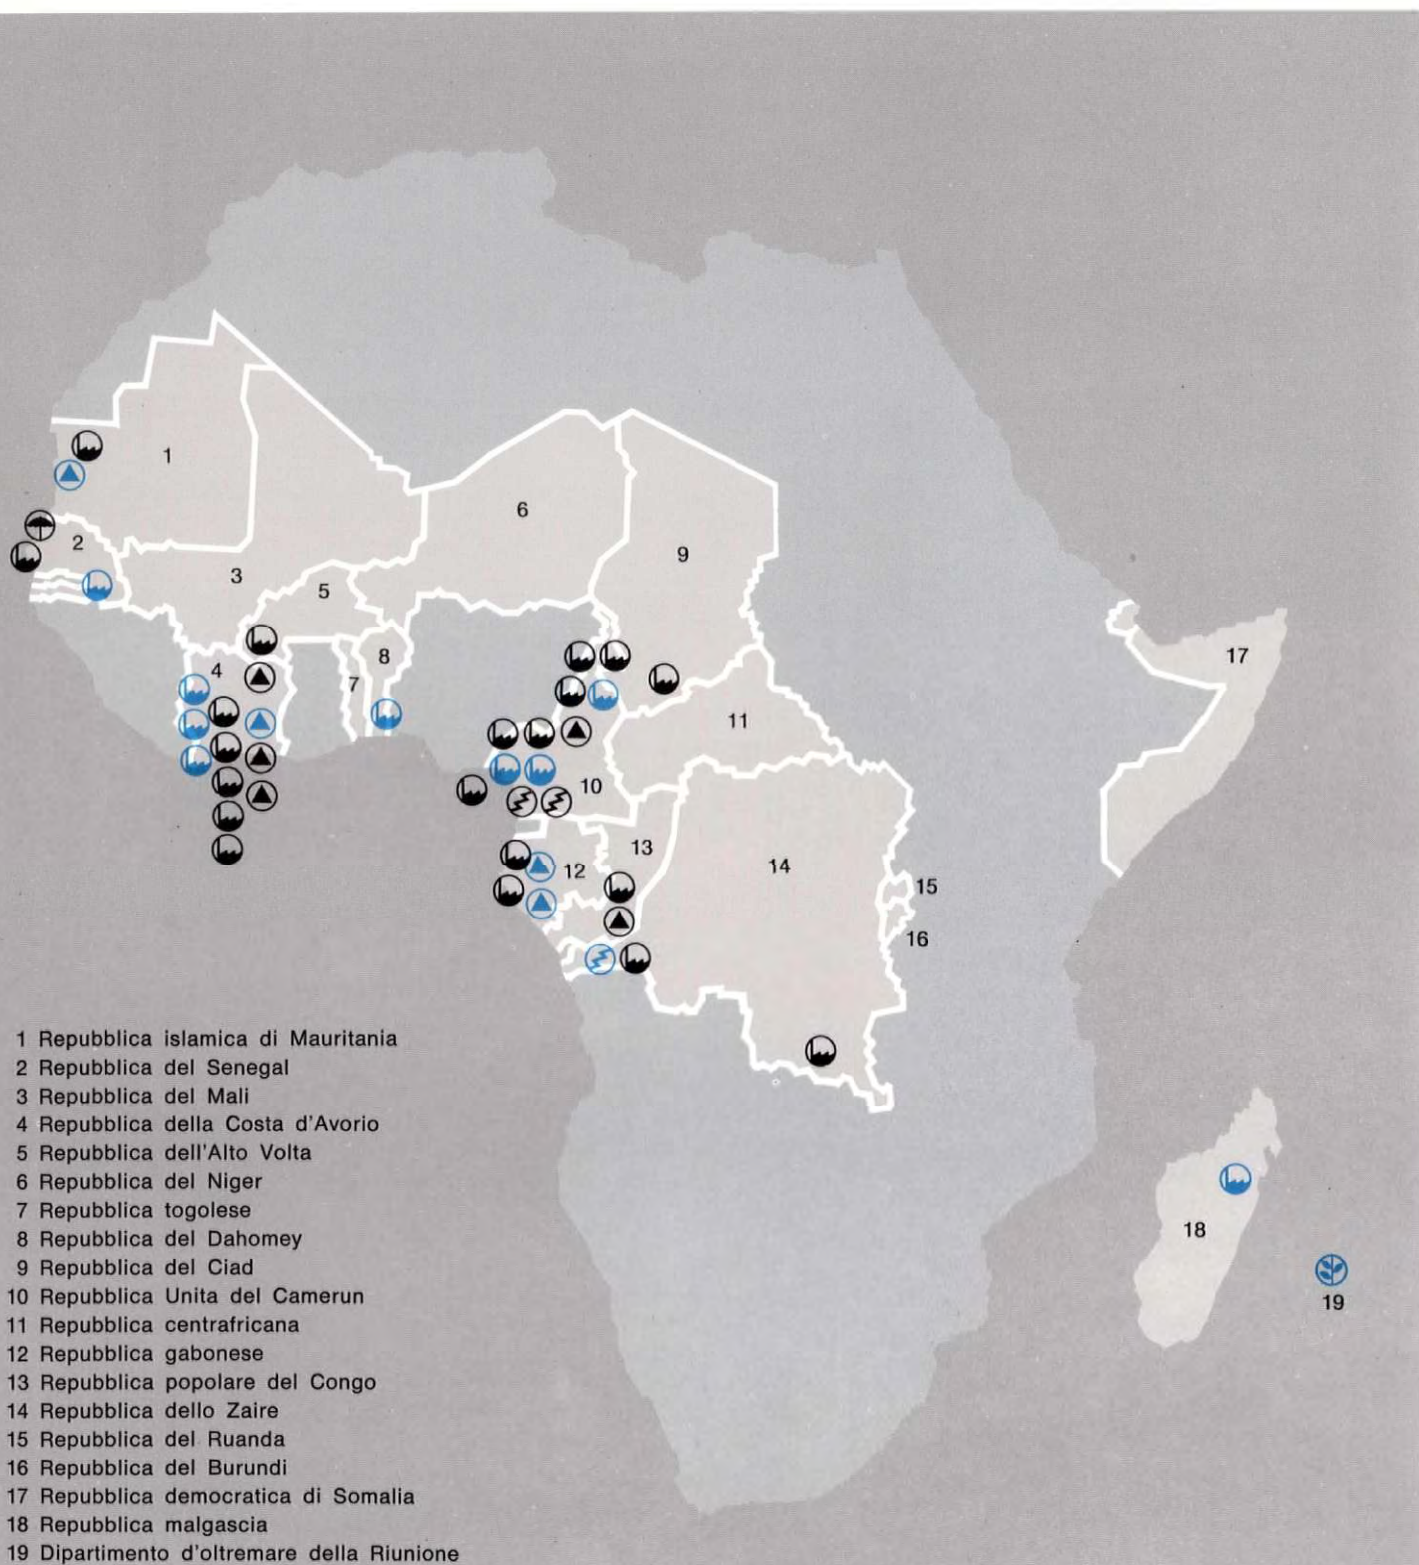 1
2
3
4
5
6
7
8
9
10
11
12
13
14
15
16
17
18
19
1 Repubblica islamica di Mauritania
2 Repubblica del Senegal
3 Repubblica del Mali
4 Repubblica della Costa d'Avorio
5 Repubblica dell'Alto Volta
6 Repubblica del Niger
7 Repubblica togolese
8 Repubblica del Dahomey
9 Repubblica del Ciad
10 Repubblica Unita del Camerun
11 Repubblica centrafricana
12 Repubblica gabonese
13 Repubblica popolare del Congo
14 Repubblica dello Zaire
15 Repubblica del Ruanda
16 Repubblica del Burundi
17 Repubblica democratica di Somalia
18 Repubblica malgascia
19 Dipartimento d'oltremare della Riunione